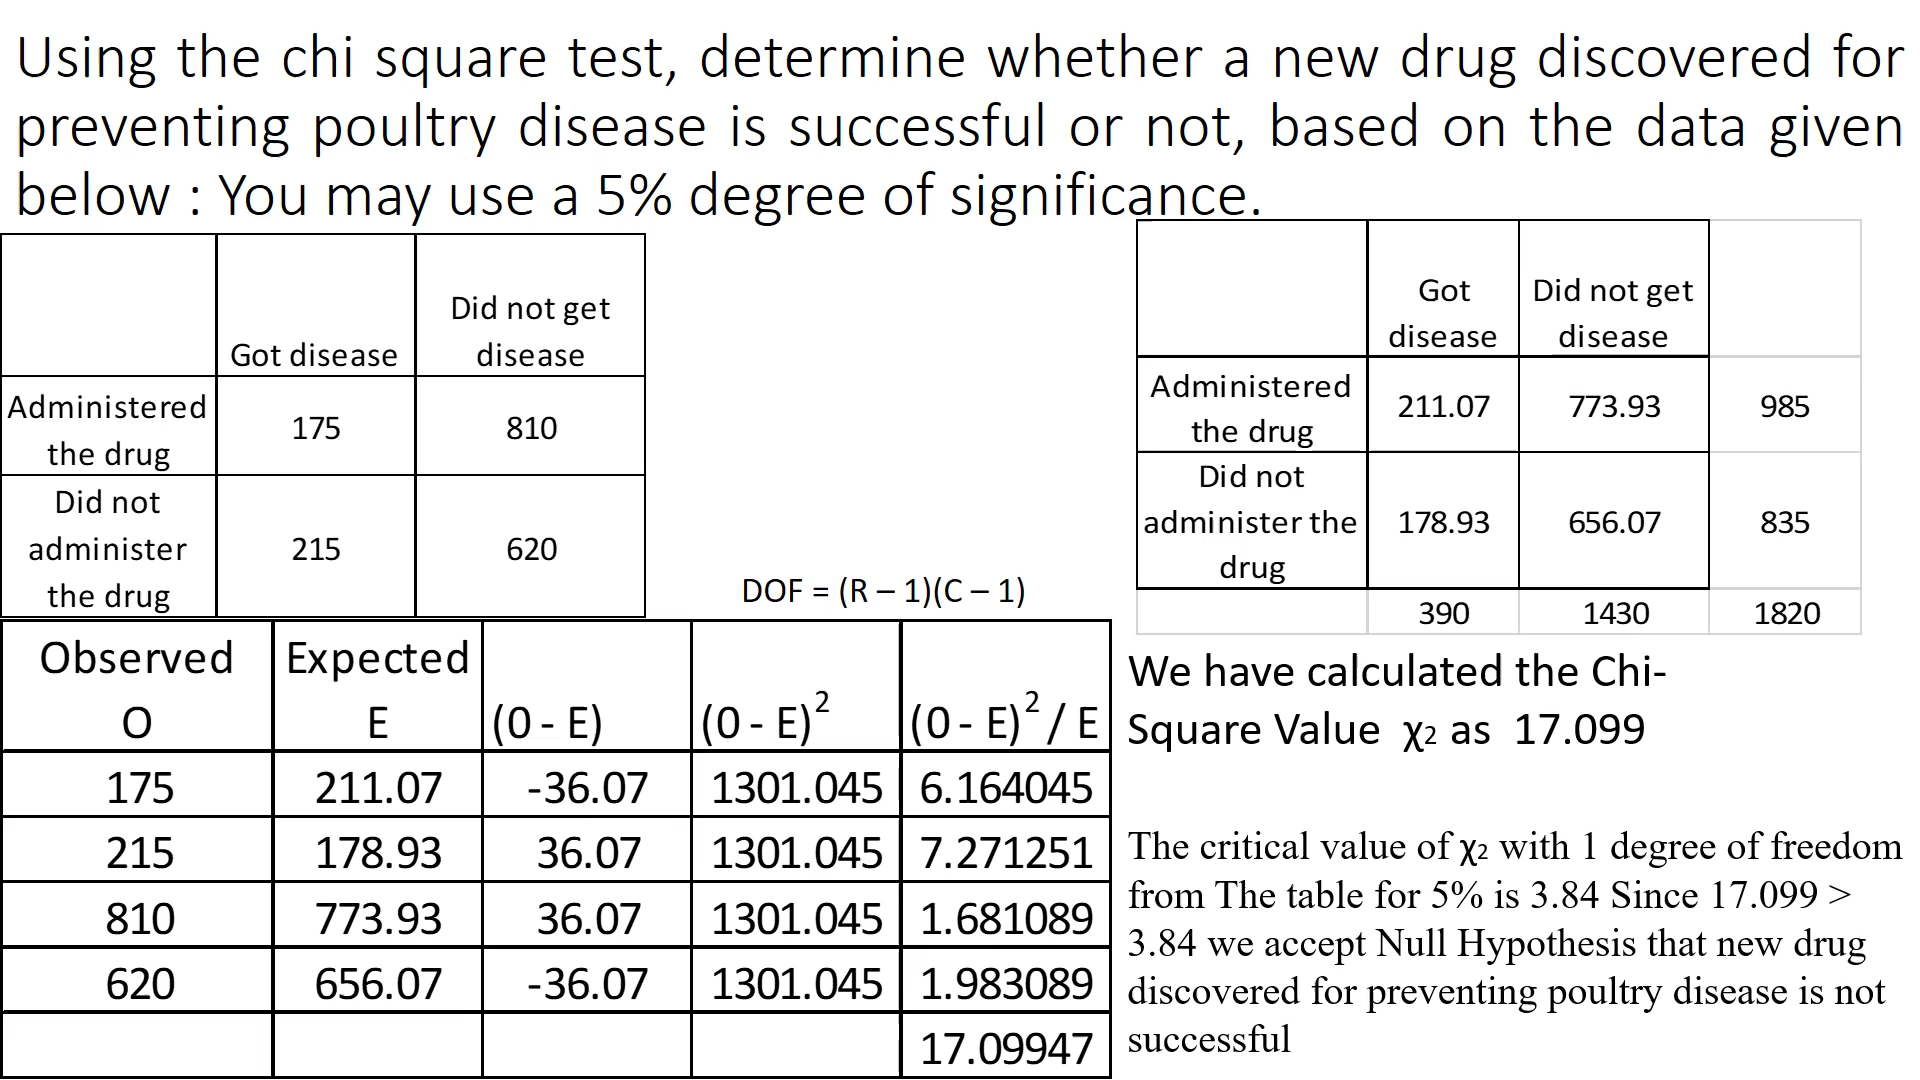 Using the chi square test, determine whether a new drug discovered for
preventing poultry disease is successful or not, based on the data given
below : You may use a 5% degree of significance.
Got disease
Did not get
disease
Administered
the drug
175
810
Did not
administer
the drug
215
620
Got
disease
Did not get
disease
Administered
the drug
211.07
773.93
985
Did not
administer the
drug
178.93
656.07
835
390
1430
1820
DOF = (R – 1)(C – 1)
Observed
O
Expected
E
(0 - E)
(0 - E)²
(0 - E)² / E
175
211.07
-36.07
1301.045
6.164045
215
178.93
36.07
1301.045
7.271251
810
773.93
36.07
1301.045
1.681089
620
656.07
-36.07
1301.045
1.983089
17.09947
We have calculated the Chi-
Square Value χ2 as 17.099
The critical value of χ2 with 1 degree of freedom
from The table for 5% is 3.84 Since 17.099 >
3.84 we accept Null Hypothesis that new drug
discovered for preventing poultry disease is not
successful